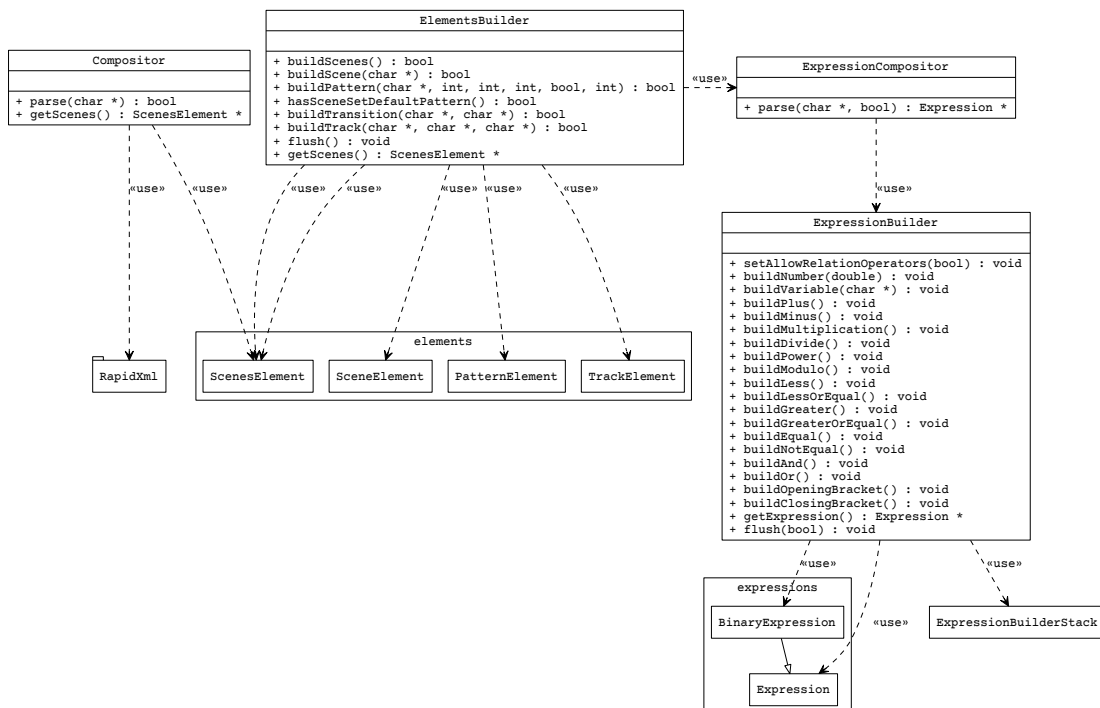 Compositor
+ parse(char *) : bool
+ getScenes() : ScenesElement *
ElementsBuilder
+ buildScenes() : bool
+ buildScene(char *) : bool
+ buildPattern(char *, int, int, int, bool, int) : bool
+ hasSceneSetDefaultPattern() : bool
+ buildTransition(char *, char *) : bool
+ buildTrack(char *, char *, char *) : bool
+ flush() : void
+ getScenes() : ScenesElement *
«use»
ExpressionCompositor
+ parse(char *, bool) : Expression *
«use»
«use»
«use»
«use»
«use»
«use»
«use»
«use»
ExpressionBuilder
+ setAllowRelationOperators(bool) : void
+ buildNumber(double) : void
+ buildVariable(char *) : void
+ buildPlus() : void
+ buildMinus() : void
+ buildMultiplication() : void
+ buildDivide() : void
+ buildPower() : void
+ buildModulo() : void
+ buildLess() : void
+ buildLessOrEqual() : void
+ buildGreater() : void
+ buildGreaterOrEqual() : void
+ buildEqual() : void
+ buildNotEqual() : void
+ buildAnd() : void
+ buildOr() : void
+ buildOpeningBracket() : void
+ buildClosingBracket() : void
+ getExpression() : Expression *
+ flush(bool) : void
RapidXml
elements
ScenesElement
SceneElement
PatternElement
TrackElement
«use»
«use»
expressions
BinaryExpression
«use»
ExpressionBuilderStack
Expression